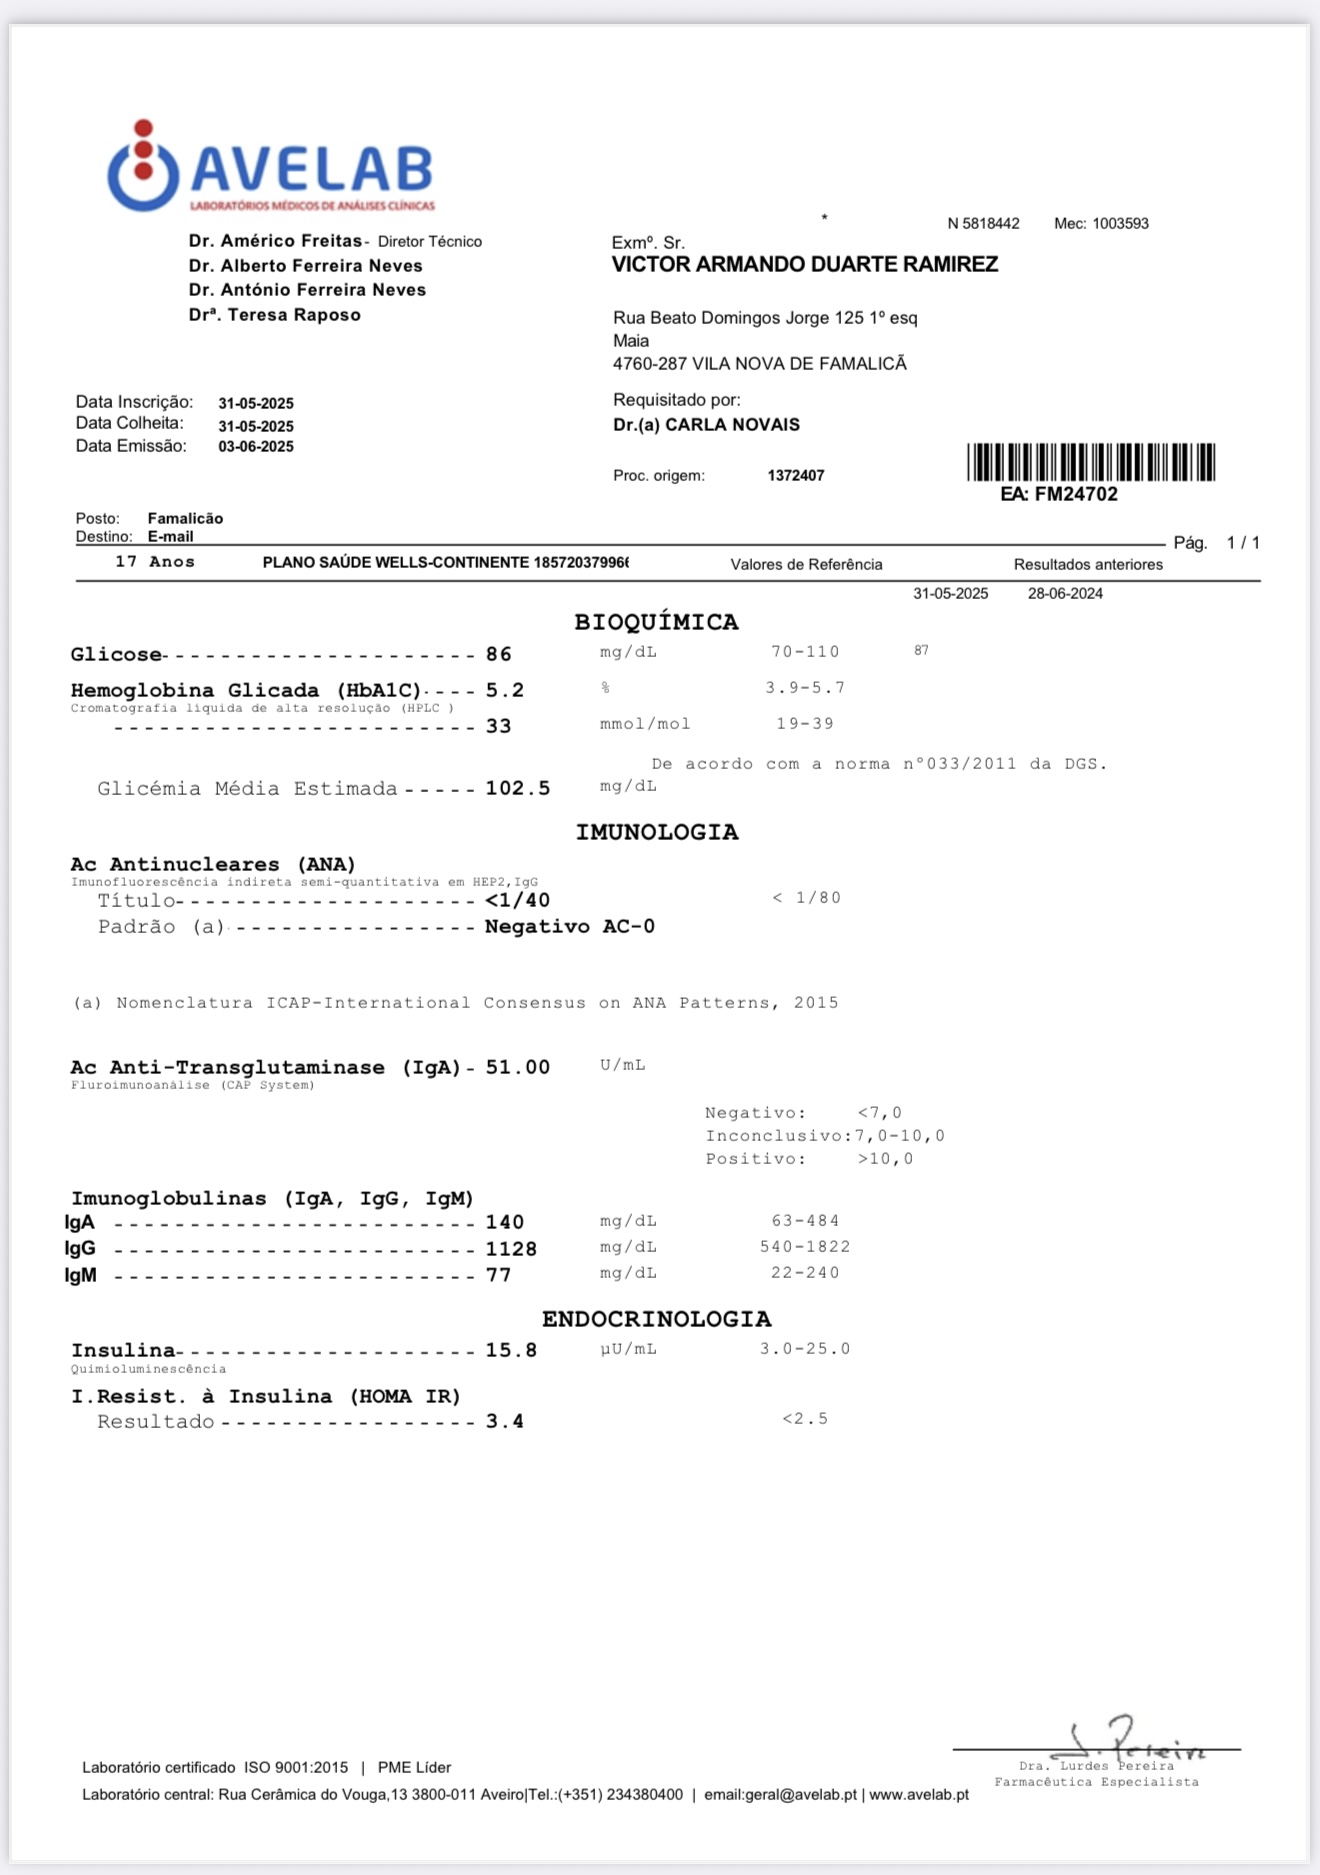 AVELAB
LABORATÓRIOS MÉDICOS DE ANÁLISES CLÍNICAS
* N 5818442 Mec: 1003593
Dr. Américo Freitas - Diretor Técnico
Dr. Alberto Ferreira Neves
Dr. António Ferreira Neves
Drª. Teresa Raposo
Exmº. Sr.
VICTOR ARMANDO DUARTE RAMIREZ
Rua Beato Domingos Jorge 125 1º esq
Maia
4760-287 VILA NOVA DE FAMALICÃ
Data Inscrição: 31-05-2025
Data Colheita: 31-05-2025
Data Emissão: 03-06-2025
Requisitado por:
Dr.(a) CARLA NOVAIS
Proc. origem: 1372407
EA: FM24702
Posto: Famalicão
Destino: E-mail
Pág. 1 / 1
17 Anos PLANO SAÚDE WELLS-CONTINENTE 185720379966 Valores de Referência Resultados anteriores
31-05-2025 28-06-2024
BIOQUÍMICA
Glicose- - - - - - - - - - - - - - - - - - - - - - - - 86 mg/dL 70-110 87
Hemoglobina Glicada (HbA1C)- - - - 5.2 % 3.9-5.7
Cromatografia liquida de alta resolução (HPLC )
- - - - - - - - - - - - - - - - - - - - - - - - - - - - 33 mmol/mol 19-39
De acordo com a norma nº033/2011 da DGS.
Glicémia Média Estimada - - - - - 102.5 mg/dL
IMUNOLOGIA
Ac Antinucleares (ANA)
Imunofluorescência indireta semi-quantitativa em HEP2,IgG
Título- - - - - - - - - - - - - - - - - - - - - - - <1/40 < 1/80
Padrão (a)- - - - - - - - - - - - - - - - - - - Negativo AC-0
(a) Nomenclatura ICAP-International Consensus on ANA Patterns, 2015
Ac Anti-Transglutaminase (IgA)- 51.00 U/mL
Fluroimunoanálise (CAP System)
Negativo: <7,0
Inconclusivo:7,0-10,0
Positivo: >10,0
Imunoglobulinas (IgA, IgG, IgM)
IgA - - - - - - - - - - - - - - - - - - - - - - - - - - - - 140 mg/dL 63-484
IgG - - - - - - - - - - - - - - - - - - - - - - - - - - - - 1128 mg/dL 540-1822
IgM - - - - - - - - - - - - - - - - - - - - - - - - - - - - 77 mg/dL 22-240
ENDOCRINOLOGIA
Insulina- - - - - - - - - - - - - - - - - - - - - - - 15.8 µU/mL 3.0-25.0
Quimioluminescência
I.Resist. à Insulina (HOMA IR)
Resultado - - - - - - - - - - - - - - - - - - - - 3.4 <2.5
Laboratório certificado ISO 9001:2015 | PME Líder
Laboratório central: Rua Cerâmica do Vouga,13 3800-011 Aveiro|Tel.:(+351) 234380400 | email:geral@avelab.pt | www.avelab.pt
L. Pereira
Dra. Lurdes Pereira
Farmacêutica Especialista